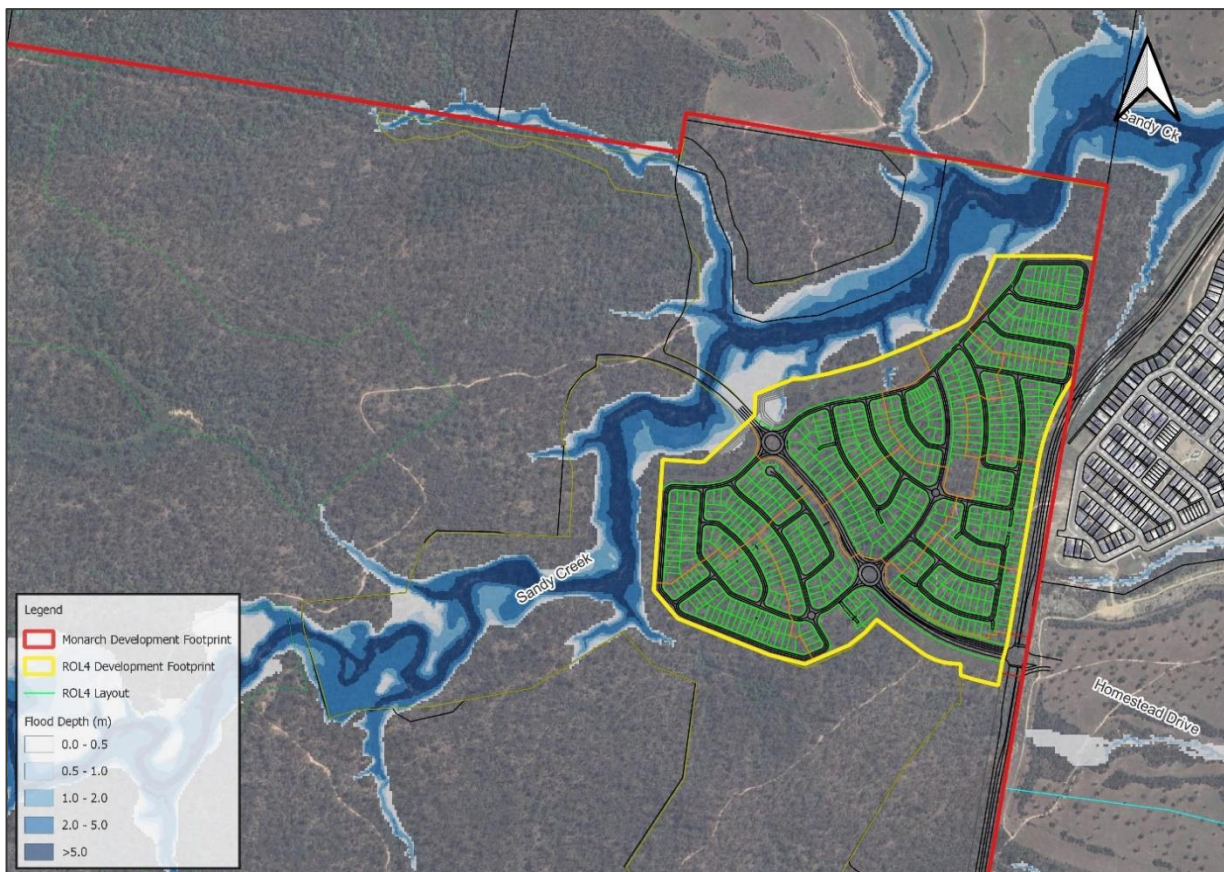 Sandy Ck
Sandy Creek
Homestead Drive
Legend
Monarch Development Footprint
ROL4 Development Footprint
ROL4 Layout
Flood Depth (m)
0.0 - 0.5
0.5 - 1.0
1.0 - 2.0
2.0 - 5.0
>5.0